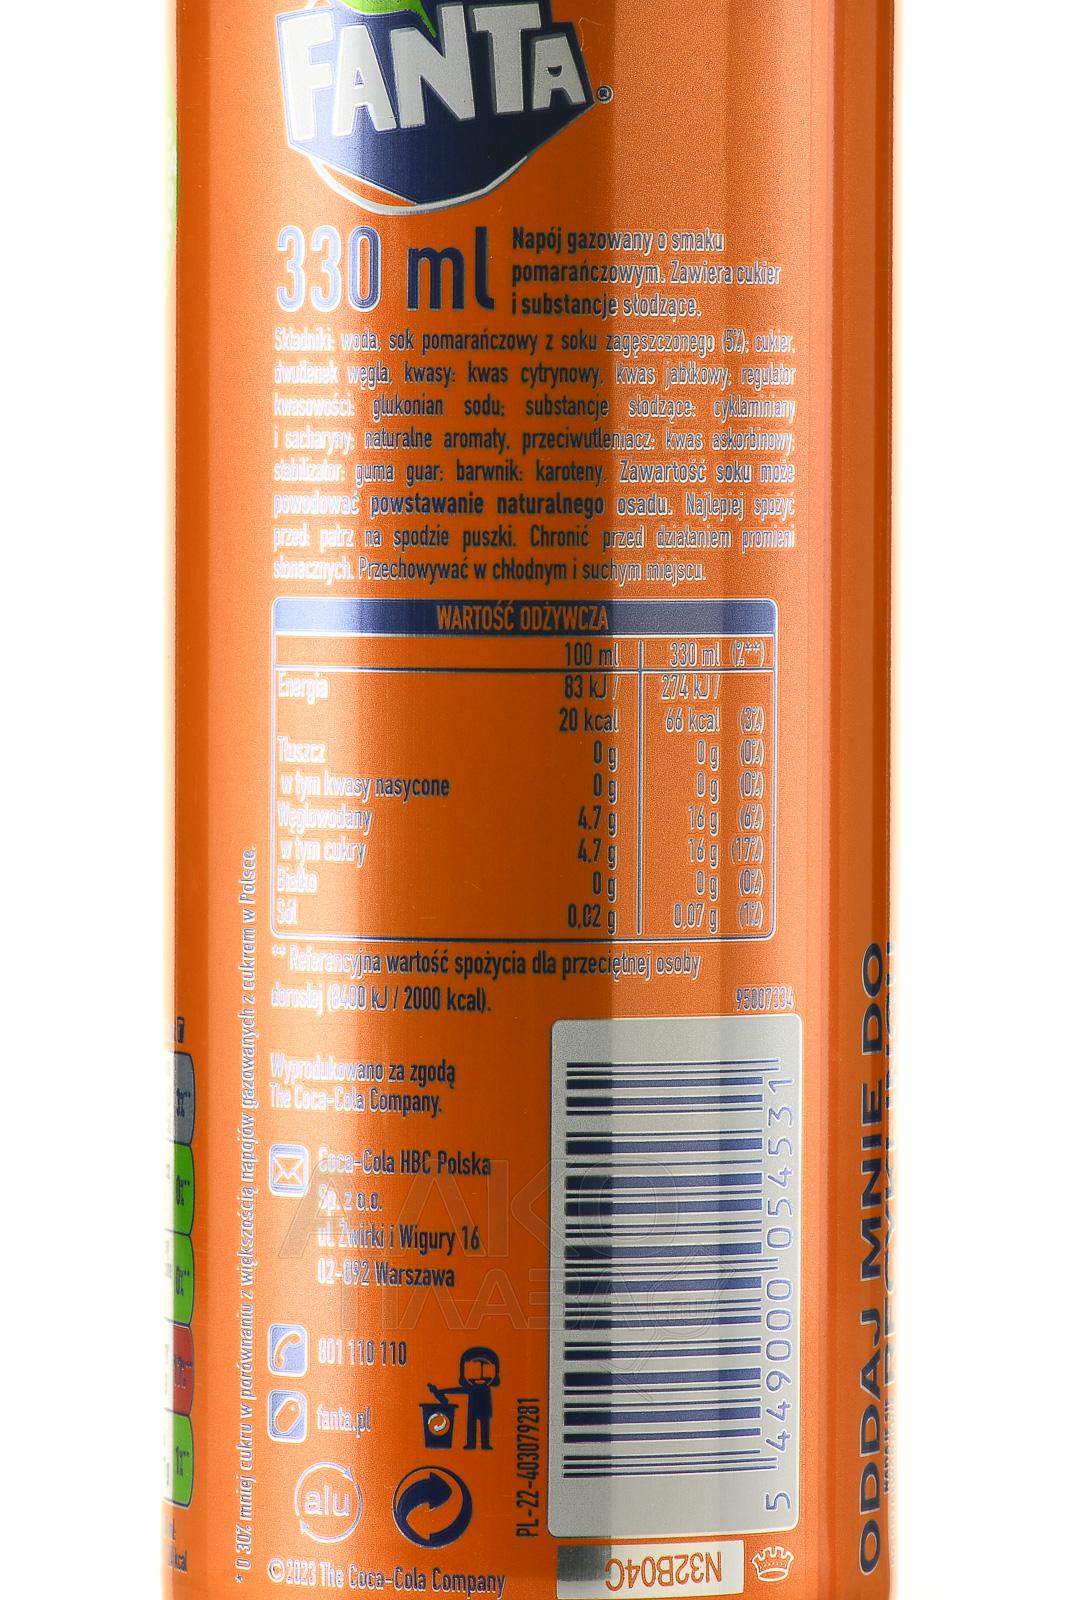 FANTA®
330 ml
Napój gazowany o smaku
pomarańczowym. Zawiera cukier
i substancje słodzące.
Składniki: woda, sok pomarańczowy z soku zagęszczonego (5%); cukier,
dwutlenek węgla, kwasy: kwas cytrynowy, kwas jabłkowy; regulator
kwasowości: glukonian sodu; substancje słodzące: cyklaminiany
i sacharyny; naturalne aromaty, przeciwutleniacz: kwas askorbinowy;
stabilizator: guma guar; barwnik: karoteny. Zawartość soku może
powodować powstawanie naturalnego osadu. Najlepiej spożyć
przed: patrz na spodzie puszki. Chronić przed działaniem promieni
słonecznych. Przechowywać w chłodnym i suchym miejscu.
WARTOŚĆ ODŻYWCZA
100 ml 330 ml (%**)
Energia 83 kJ / 274 kJ /
20 kcal 66 kcal (3%)
Tłuszcz 0 g 0 g (0%)
w tym kwasy nasycone 0 g 0 g (0%)
Węglowodany 4,7 g 16 g (6%)
w tym cukry 4,7 g 16 g (17%)
Białko 0 g 0 g (0%)
Sól 0,02 g 0,07 g (1%)
** Referencyjna wartość spożycia dla przeciętnej osoby
dorosłej (8400 kJ / 2000 kcal).
95007334
Wyprodukowano za zgodą
The Coca-Cola Company.
Coca-Cola HBC Polska
Sp. z o.o.
ul. Żwirki i Wigury 16
02-092 Warszawa
801 110 110
fanta.pl
alu
©2023 The Coca-Cola Company
* O 30% mniej cukru w porównaniu z większością napojów gazowanych z cukrem w Polsce.
PL-22-403079281
5 449000 054531
N32B04C
ODDAJ MNIE DO
АЛКО
ПЛАЗА.ru